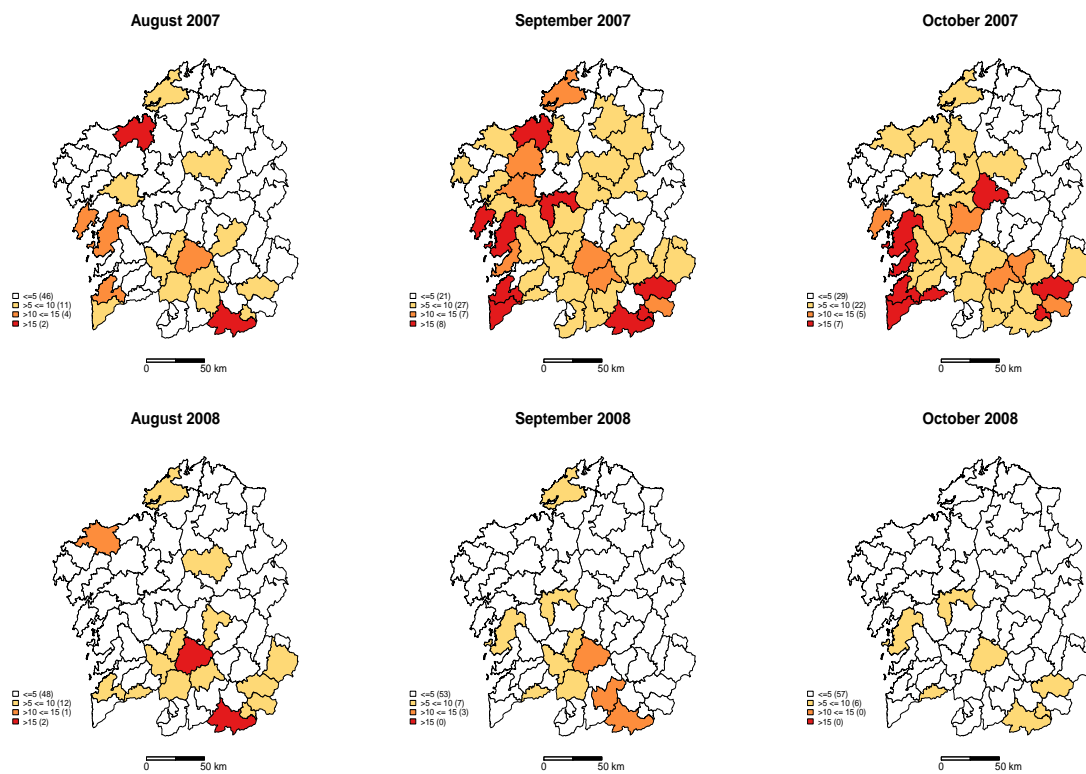 August 2007
September 2007
October 2007
<=5 (46)
>5 <= 10 (11)
>10 <= 15 (4)
>15 (2)
0 50 km
<=5 (21)
>5 <= 10 (27)
>10 <= 15 (7)
>15 (8)
0 50 km
<=5 (29)
>5 <= 10 (22)
>10 <= 15 (5)
>15 (7)
0 50 km
August 2008
September 2008
October 2008
<=5 (48)
>5 <= 10 (12)
>10 <= 15 (1)
>15 (2)
0 50 km
<=5 (53)
>5 <= 10 (7)
>10 <= 15 (3)
>15 (0)
0 50 km
<=5 (57)
>5 <= 10 (6)
>10 <= 15 (0)
>15 (0)
0 50 km